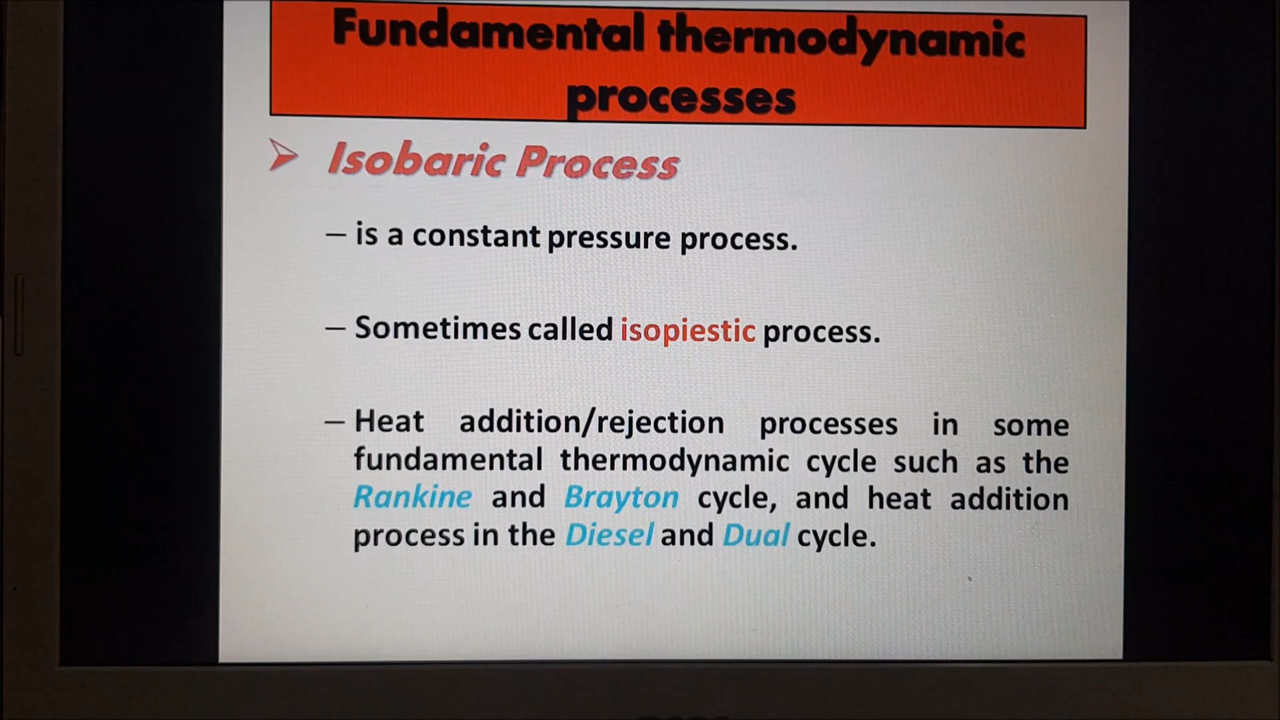 Fundamental thermodynamic
processes
Isobaric Process
– is a constant pressure process.
– Sometimes called isopiestic process.
– Heat addition/rejection processes in some
fundamental thermodynamic cycle such as the
Rankine and Brayton cycle, and heat addition
process in the Diesel and Dual cycle.